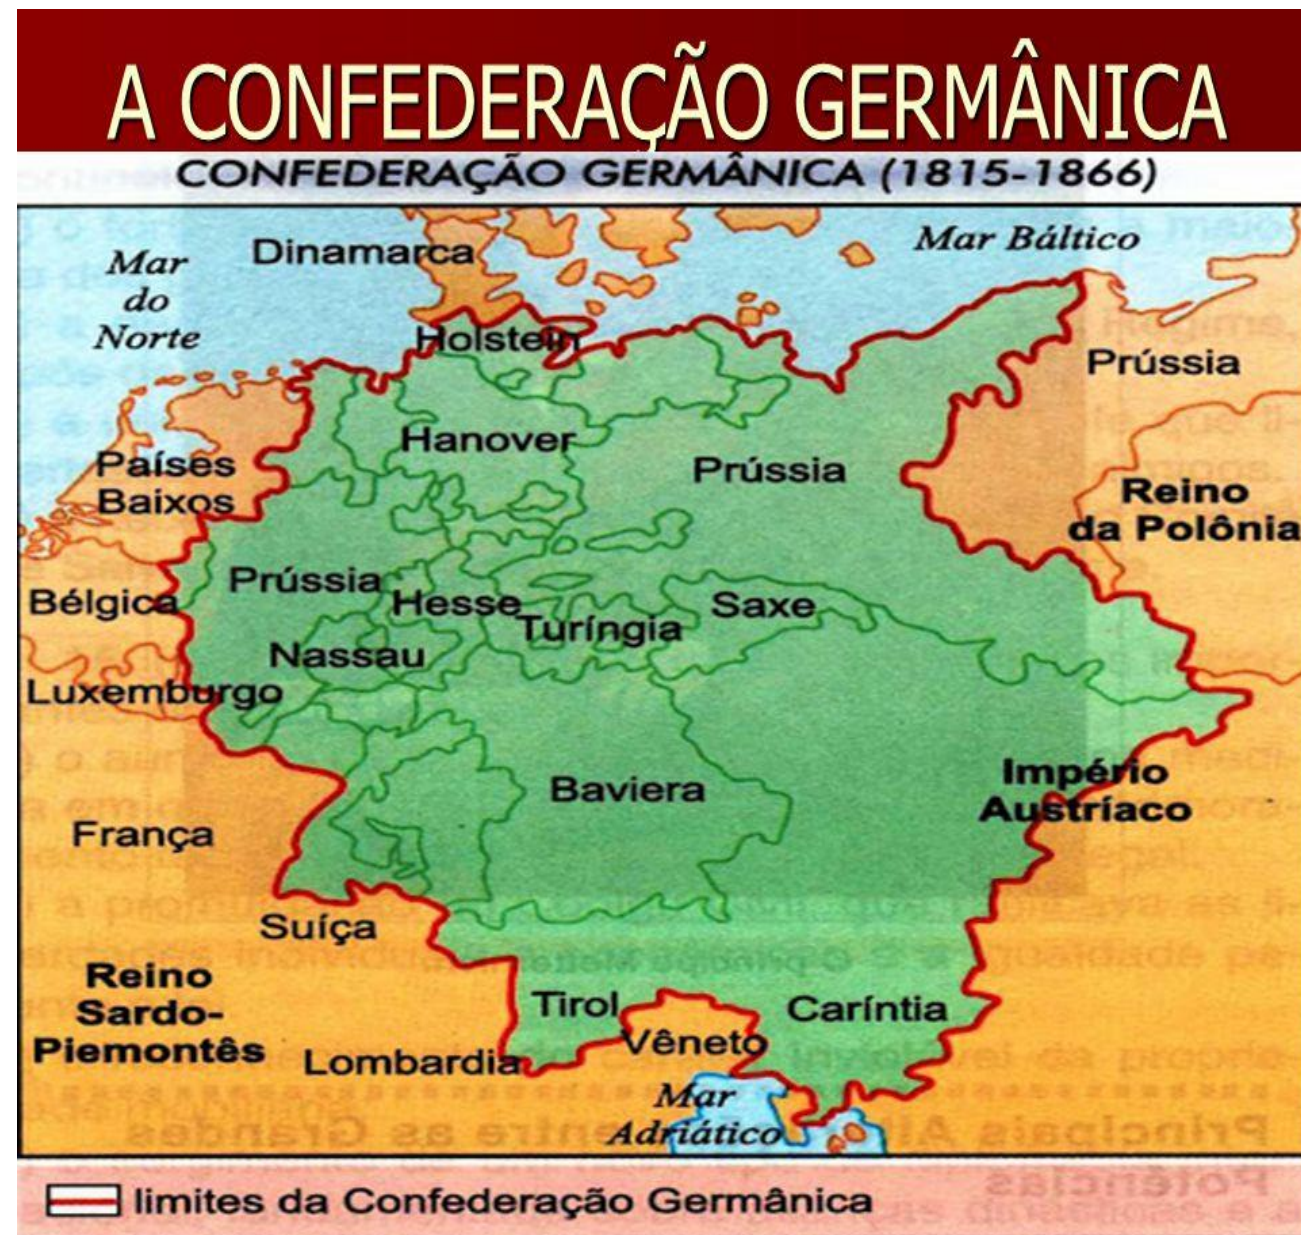 A CONFEDERAÇÃO GERMÂNICA
CONFEDERAÇÃO GERMÂNICA (1815-1866)
Mar
do
Norte
Dinamarca
Mar Báltico
Holstein
Prússia
Hanover
Países
Baixos
Prússia
Reino
da Polônia
Bélgica
Prússia
Hesse
Turíngia
Saxe
Nassau
Luxemburgo
Baviera
Império
Austríaco
França
Suíça
Reino
Sardo-
Piemontês
Tirol
Caríntia
Lombardia
Vêneto
Mar
Adriático
limites da Confederação Germânica